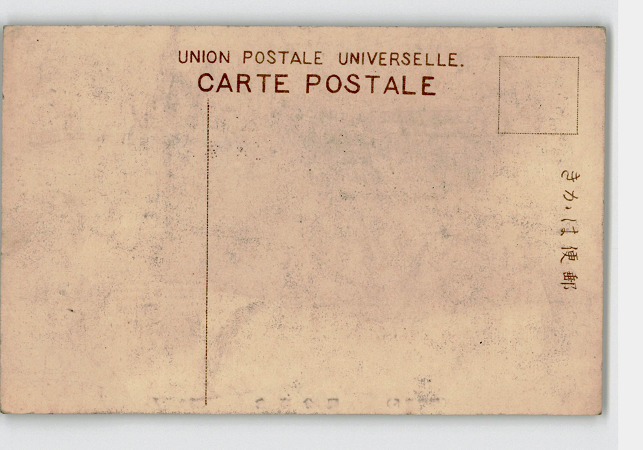 UNION POSTALE UNIVERSELLE.
CARTE POSTALE
きかは便郵